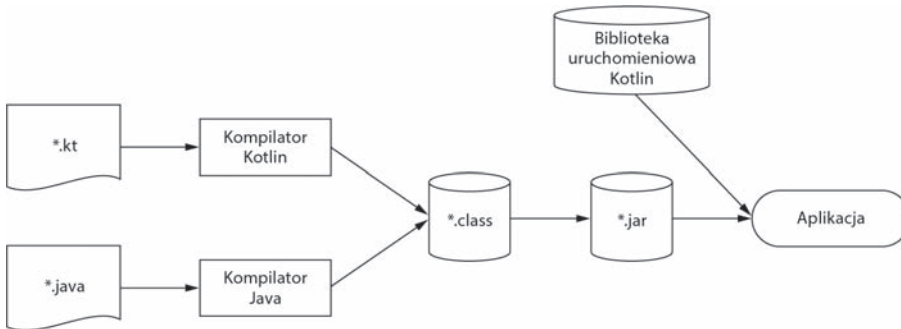 Biblioteka
uruchomieniowa
Kotlin
*.kt
Kompilator
Kotlin
*.class
*.jar
Aplikacja
*.java
Kompilator
Java